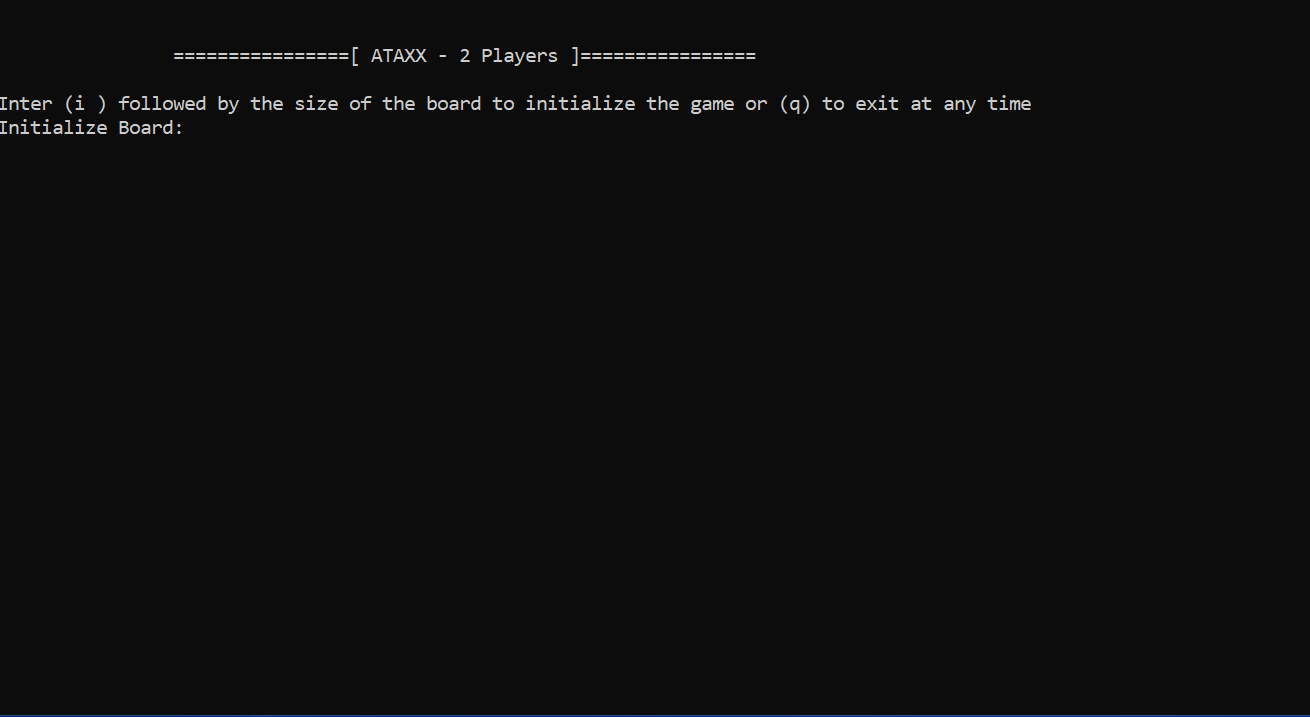 ================[ ATAXX - 2 Players ]================
Inter (i ) followed by the size of the board to initialize the game or (q) to exit at any time
Initialize Board: